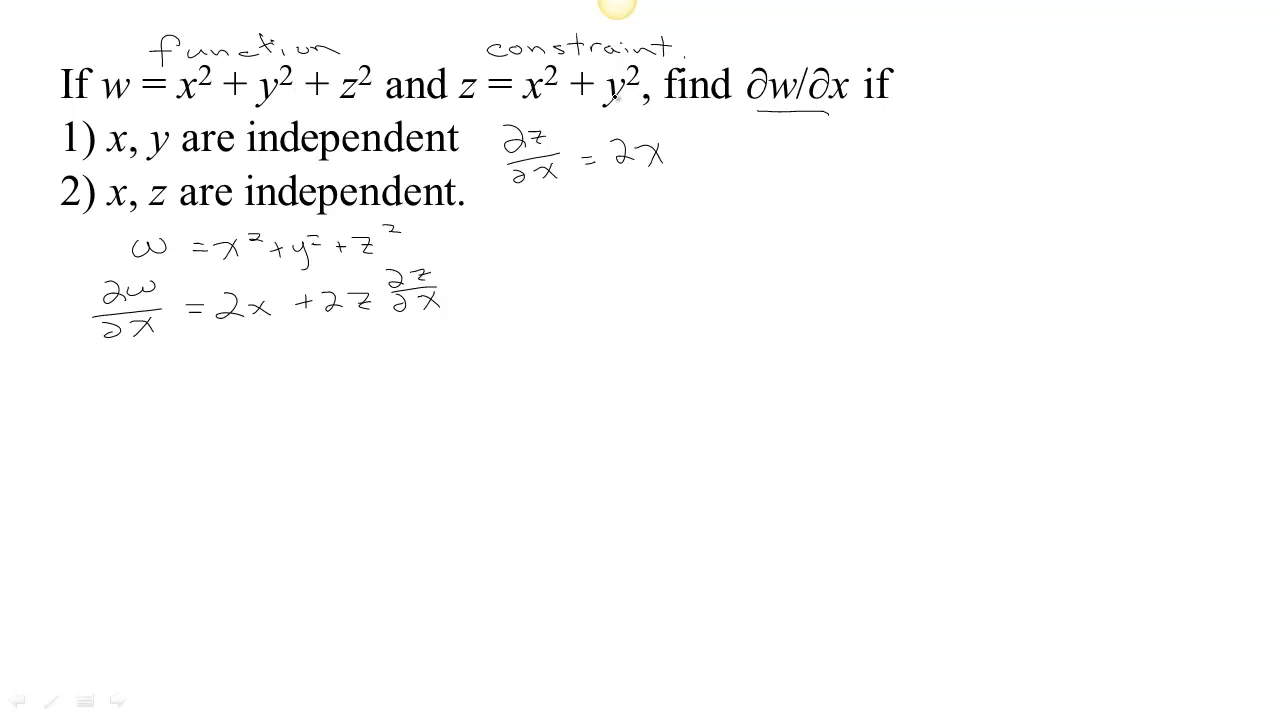 function constraint.
If w = x² + y² + z² and z = x² + y², find ∂w/∂x if
1) x, y are independent ∂z/∂x = 2x
2) x, z are independent.
w = x² + y² + z²
∂w/∂x = 2x + 2z ∂z/∂x